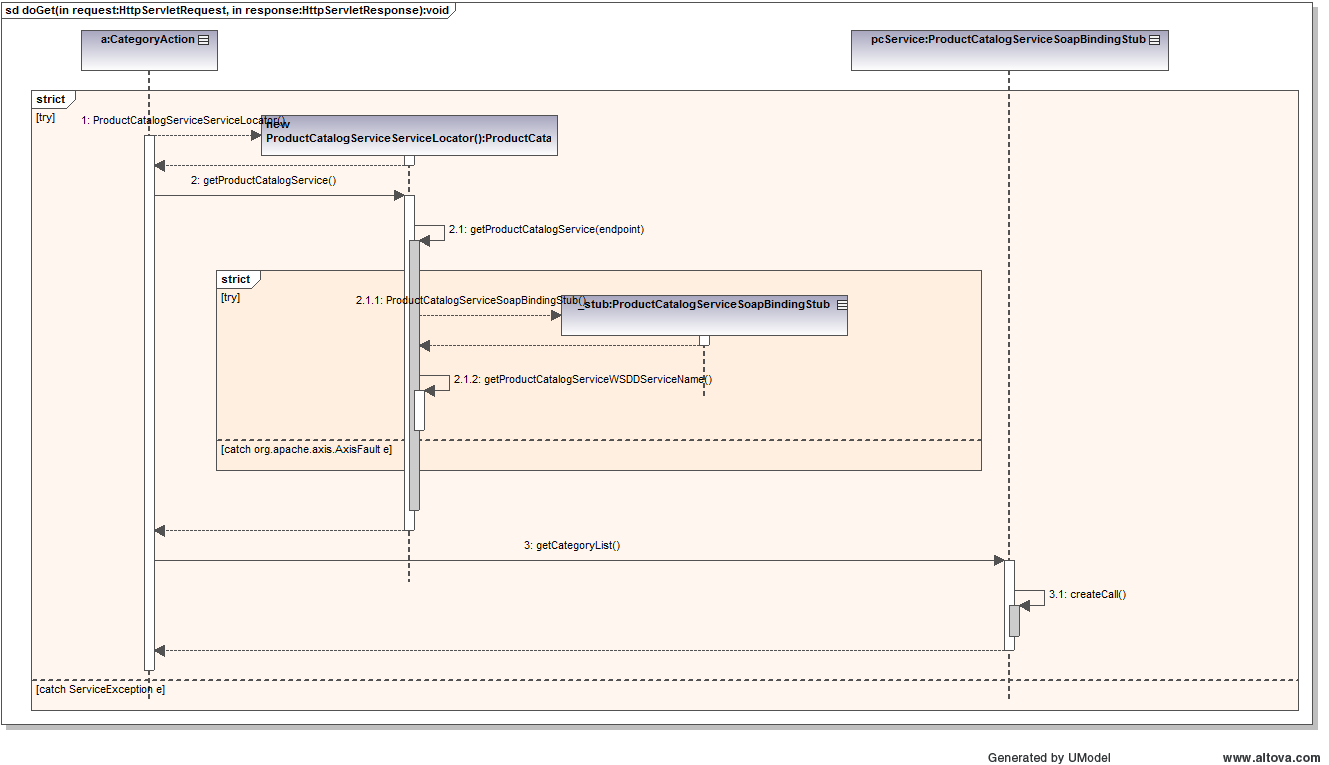 sd doGet(in request:HttpServletRequest, in response:HttpServletResponse):void
a:CategoryAction
pcService:ProductCatalogServiceSoapBindingStub
strict
[try]
1: ProductCatalogServiceServiceLocator()
new
ProductCatalogServiceServiceLocator():ProductCata
2: getProductCatalogService()
2.1: getProductCatalogService(endpoint)
strict
[try]
2.1.1: ProductCatalogServiceSoapBindingStub()
_stub:ProductCatalogServiceSoapBindingStub
2.1.2: getProductCatalogServiceWSDDServiceName()
[catch org.apache.axis.AxisFault e]
3: getCategoryList()
3.1: createCall()
[catch ServiceException e]
Generated by UModel
www.altova.com